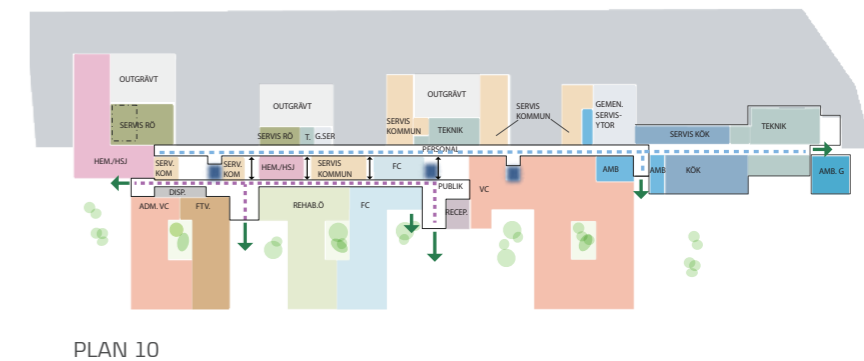 OUTGRÄVT
SERVIS RÖ
OUTGRÄVT
SERVIS RÖ
T.
G.SER
OUTGRÄVT
SERVIS
KOMMUN
TEKNIK
SERVIS
KOMMUN
GEMEN.
SERVIS-
YTOR
SERVIS KÖK
TEKNIK
PERSONAL
HEM./HSJ
SERV.
KOM
SERV.
KOM
HEM./HSJ
SERVIS
KOMMUN
FC
PUBLIK
VC
AMB
AMB
KÖK
AMB. G
DISP.
ADM. VC
FTV.
REHAB.Ö
FC
RECEP.
PLAN 10